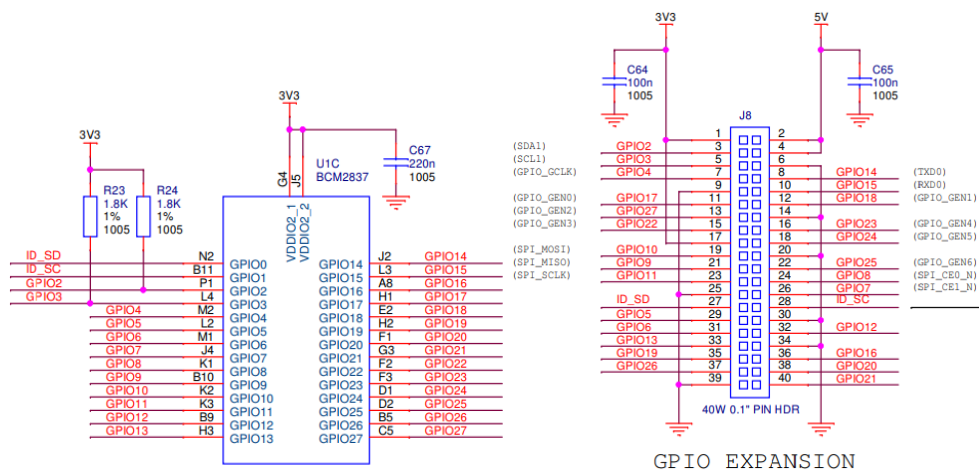 3V3
3V3
R23
1.8K
1%
1005
R24
1.8K
1%
1005
G4
J5
U1C
BCM2837
C67
220n
1005
VDDIO2_1
VDDIO2_2
ID_SD N2 GPIO0 GPIO14 J2 GPIO14
ID_SC B11 GPIO1 GPIO15 L3 GPIO15
GPIO2 P1 GPIO2 GPIO16 A8 GPIO16
GPIO3 L4 GPIO3 GPIO17 H1 GPIO17
GPIO4 M2 GPIO4 GPIO18 E2 GPIO18
GPIO5 L2 GPIO5 GPIO19 H2 GPIO19
GPIO6 M1 GPIO6 GPIO20 F1 GPIO20
GPIO7 J4 GPIO7 GPIO21 G3 GPIO21
GPIO8 K1 GPIO8 GPIO22 F2 GPIO22
GPIO9 B10 GPIO9 GPIO23 F3 GPIO23
GPIO10 K2 GPIO10 GPIO24 D1 GPIO24
GPIO11 K3 GPIO11 GPIO25 D2 GPIO25
GPIO12 B9 GPIO12 GPIO26 B5 GPIO26
GPIO13 H3 GPIO13 GPIO27 C5 GPIO27
3V3
5V
C64
100n
1005
C65
100n
1005
J8
1 2
(SDA1) GPIO2 3 4
(SCL1) GPIO3 5 6
(GPIO_GCLK) GPIO4 7 8 GPIO14 (TXD0)
9 10 GPIO15 (RXD0)
(GPIO_GEN0) GPIO17 11 12 GPIO18 (GPIO_GEN1)
(GPIO_GEN2) GPIO27 13 14
(GPIO_GEN3) GPIO22 15 16 GPIO23 (GPIO_GEN4)
17 18 GPIO24 (GPIO_GEN5)
(SPI_MOSI) GPIO10 19 20
(SPI_MISO) GPIO9 21 22 GPIO25 (GPIO_GEN6)
(SPI_SCLK) GPIO11 23 24 GPIO8 (SPI_CE0_N)
25 26 GPIO7 (SPI_CE1_N)
ID_SD 27 28 ID_SC
GPIO5 29 30
GPIO6 31 32 GPIO12
GPIO13 33 34
GPIO19 35 36 GPIO16
GPIO26 37 38 GPIO20
39 40 GPIO21
40W 0.1" PIN HDR
GPIO EXPANSION